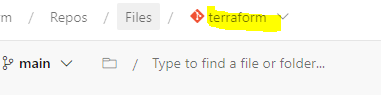 m / Repos / Files / terraform
main / Type to find a file or folder...